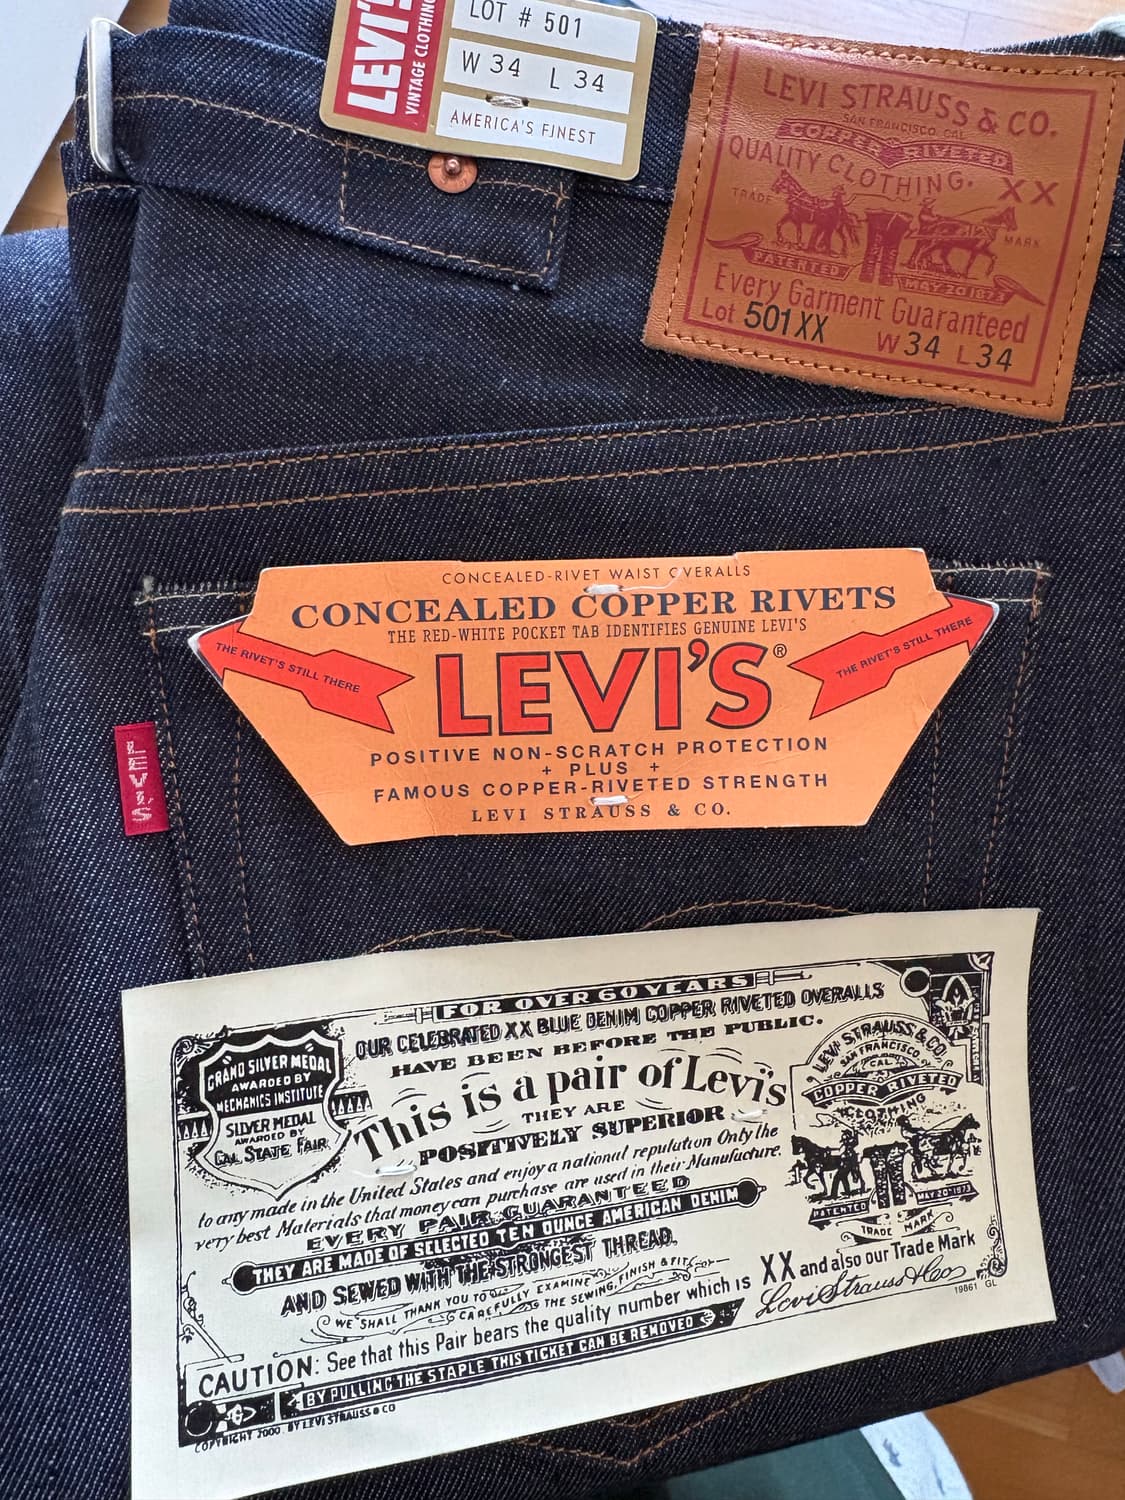 LEVI'S
VINTAGE CLOTHING
LOT # 501
W 34 L 34
AMERICA'S FINEST
LEVI STRAUSS & CO.
SAN FRANCISCO, CAL.
COPPER RIVETED
QUALITY CLOTHING. XX
TRADE MARK
PATENTED MAY 20 1873
Every Garment Guaranteed
Lot 501XX W 34 L 34
CONCEALED-RIVET WAIST OVERALLS
CONCEALED COPPER RIVETS
THE RED-WHITE POCKET TAB IDENTIFIES GENUINE LEVI'S
THE RIVET'S STILL THERE
LEVI'S®
THE RIVET'S STILL THERE
POSITIVE NON-SCRATCH PROTECTION
+ PLUS +
FAMOUS COPPER-RIVETED STRENGTH
LEVI STRAUSS & CO.
LEVI'S
FOR OVER 60 YEARS
OUR CELEBRATED XX BLUE DENIM COPPER RIVETED OVERALLS
HAVE BEEN BEFORE THE PUBLIC.
GRAND SILVER MEDAL
AWARDED BY
MECHANICS INSTITUTE
SILVER MEDAL
AWARDED BY
CAL. STATE FAIR
This is a pair of Levi's
THEY ARE
POSITIVELY SUPERIOR
to any made in the United States and enjoy a national reputation Only the
very best Materials that money can purchase are used in their Manufacture.
EVERY PAIR GUARANTEED
THEY ARE MADE OF SELECTED TEN OUNCE AMERICAN DENIM
AND SEWED WITH THE STRONGEST THREAD.
WE SHALL THANK YOU TO CAREFULLY EXAMINE THE SEWING, FINISH & FIT
CAUTION: See that this Pair bears the quality number which is XX and also our Trade Mark
BY PULLING THE STAPLE THIS TICKET CAN BE REMOVED
Levi Strauss & Co
19861 GL
COPYRIGHT 2000. BY LEVI STRAUSS & CO
LEVI STRAUSS & CO.
SAN FRANCISCO,
CAL.
COPPER RIVETED
CLOTHING
PATENTED MAY 20 1873
TRADE MARK